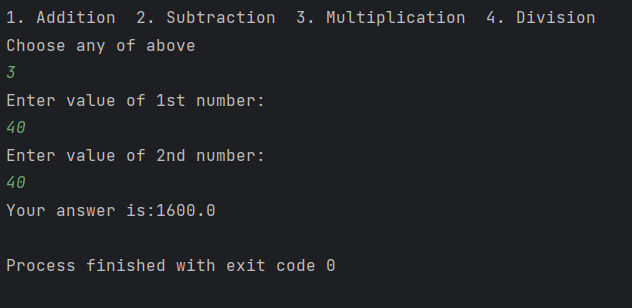 1. Addition  2. Subtraction  3. Multiplication  4. Division
Choose any of above
3
Enter value of 1st number:
40
Enter value of 2nd number:
40
Your answer is:1600.0
Process finished with exit code 0